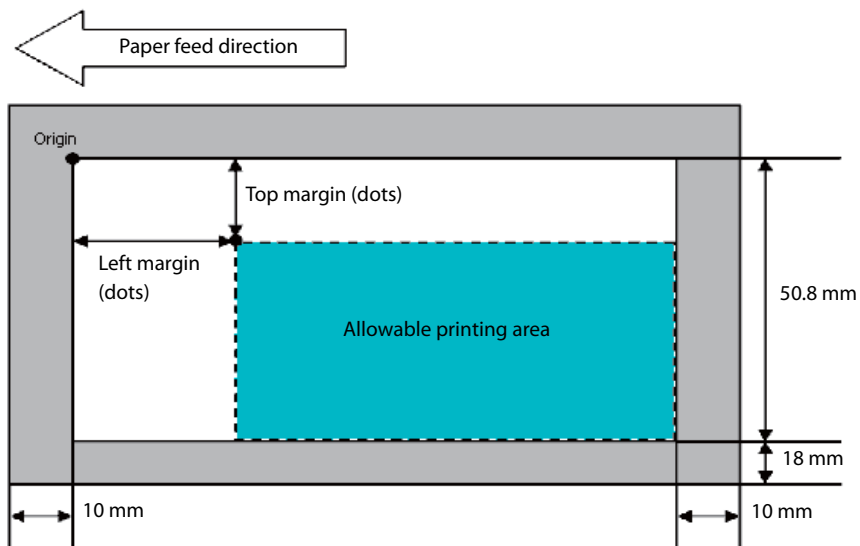 Paper feed direction
Origin
Top margin (dots)
Left margin
(dots)
50.8 mm
Allowable printing area
18 mm
10 mm
10 mm